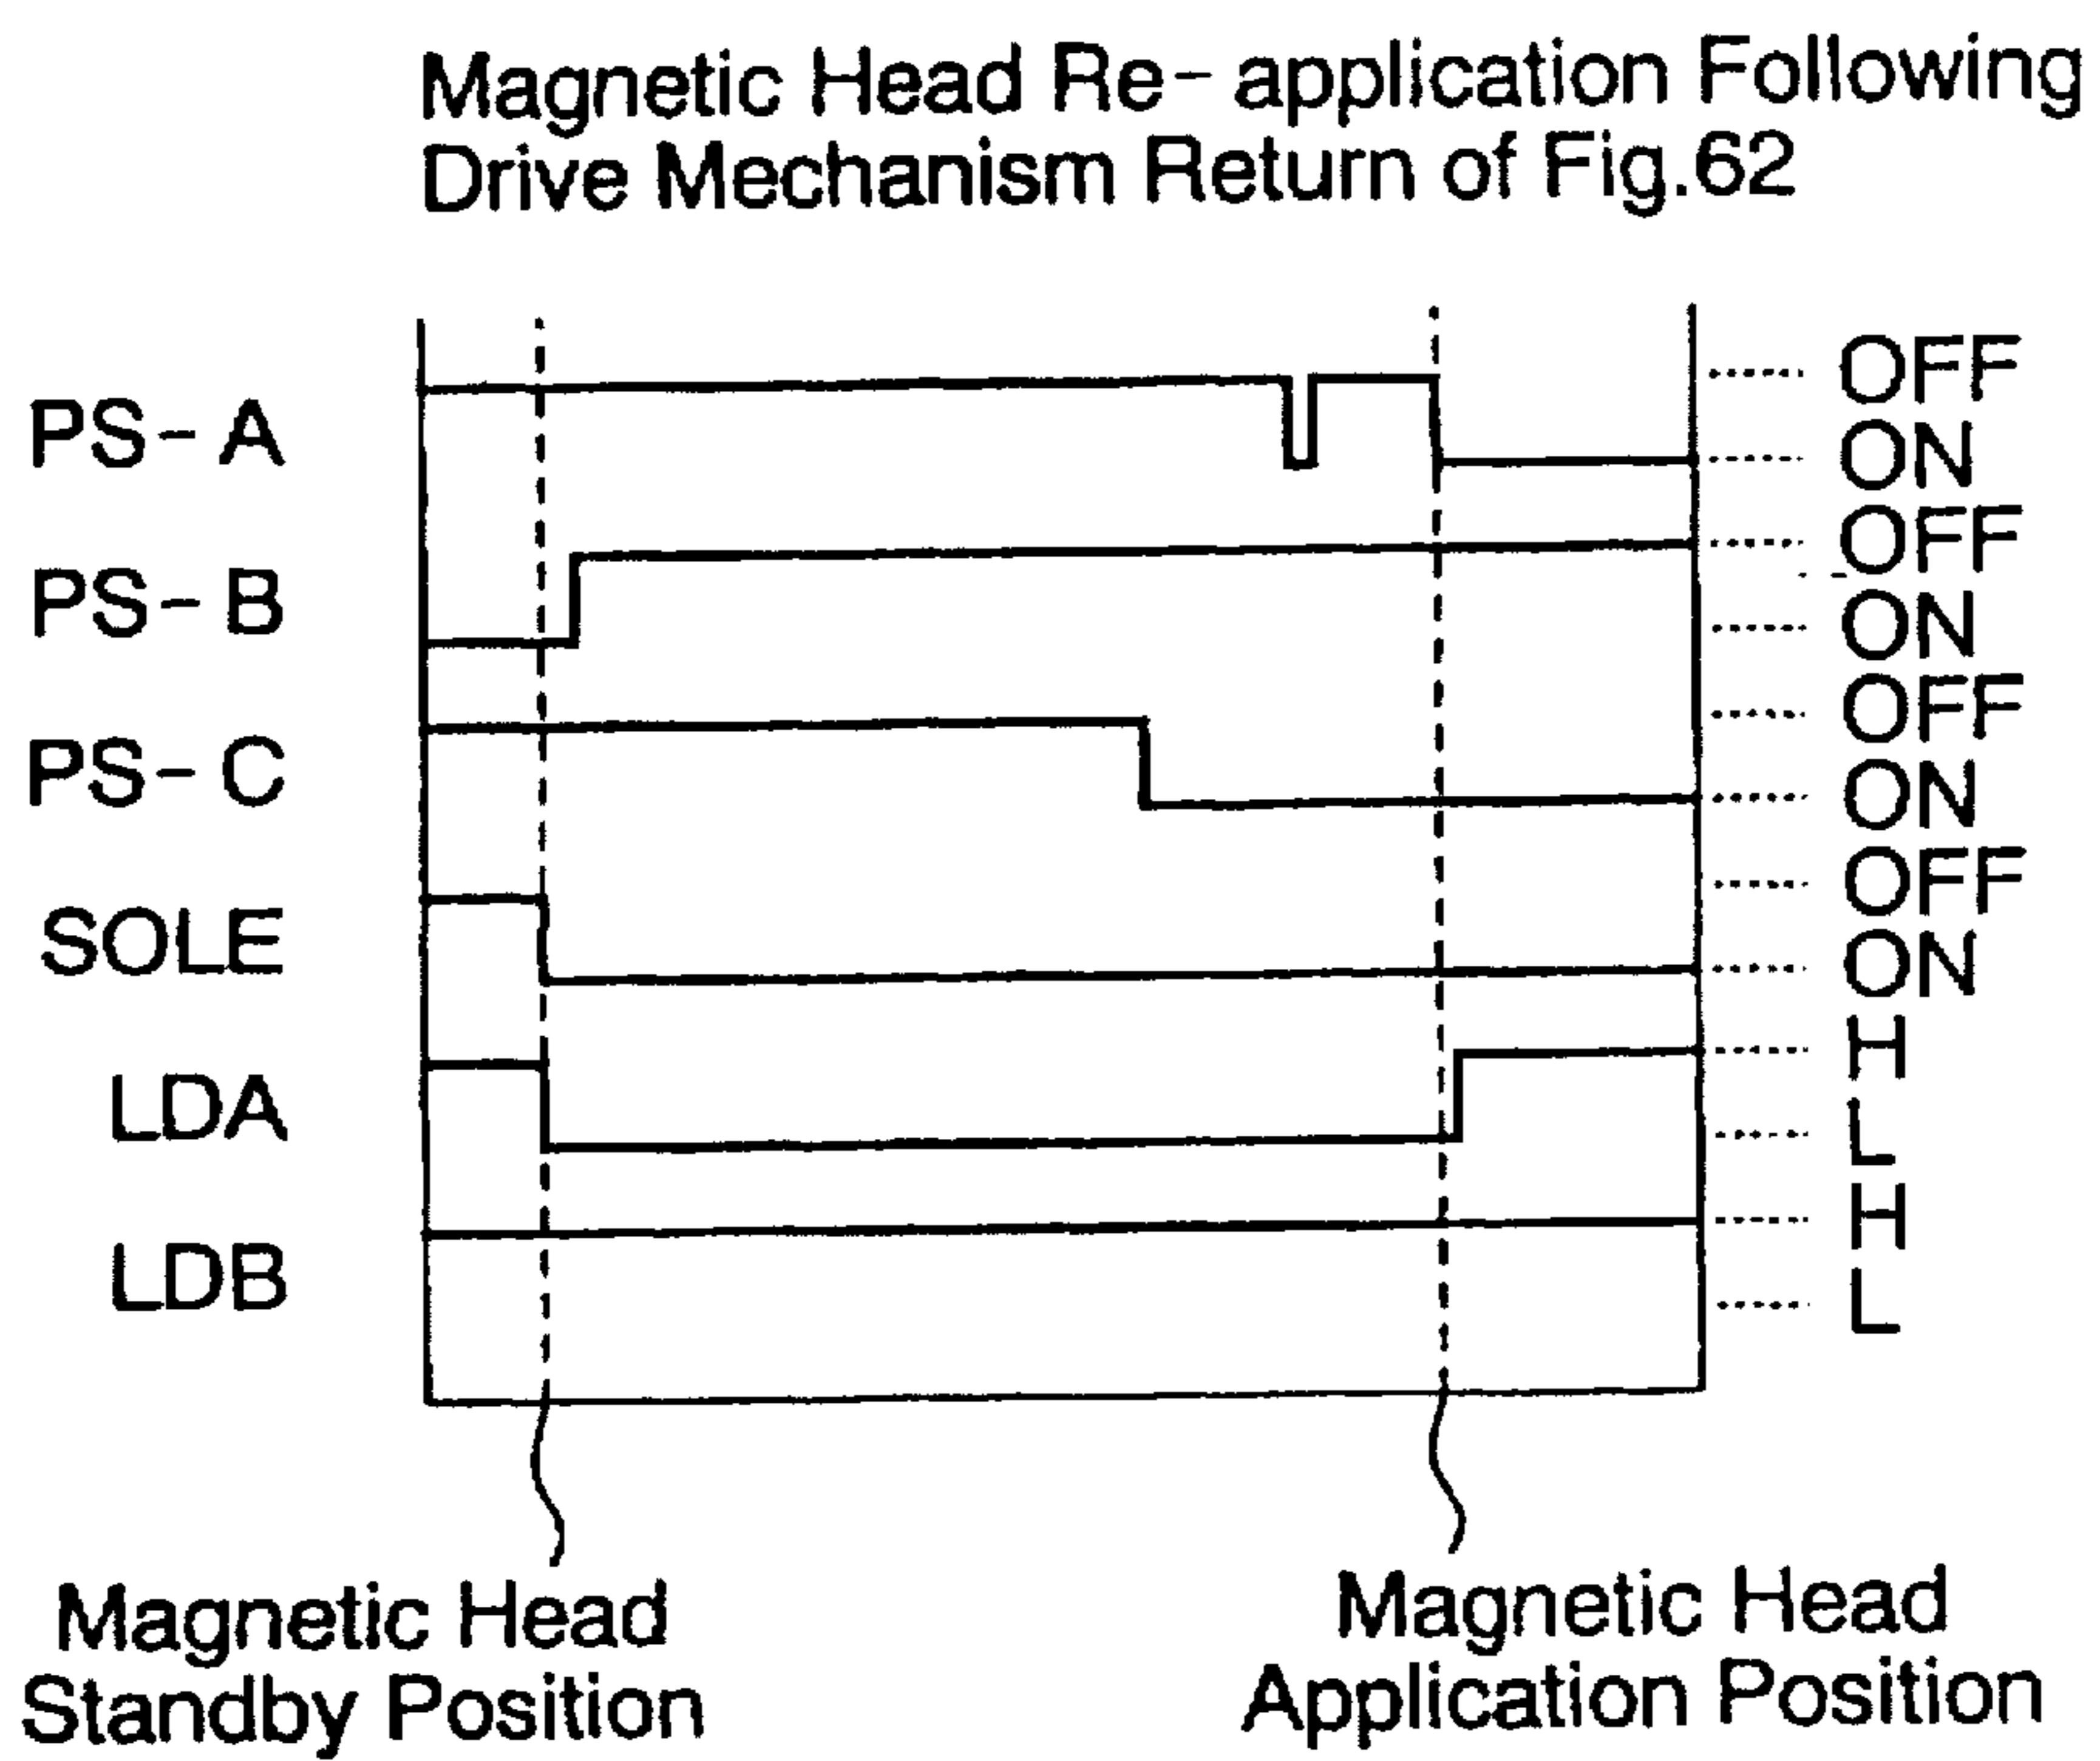 Magnetic Head Re-application Following
Drive Mechanism Return of Fig.62
OFF
PS-A
ON
OFF
PS-B
ON
OFF
PS-C
ON
OFF
SOLE
ON
H
LDA
L
H
LDB
L
Magnetic Head
Standby Position
Magnetic Head
Application Position